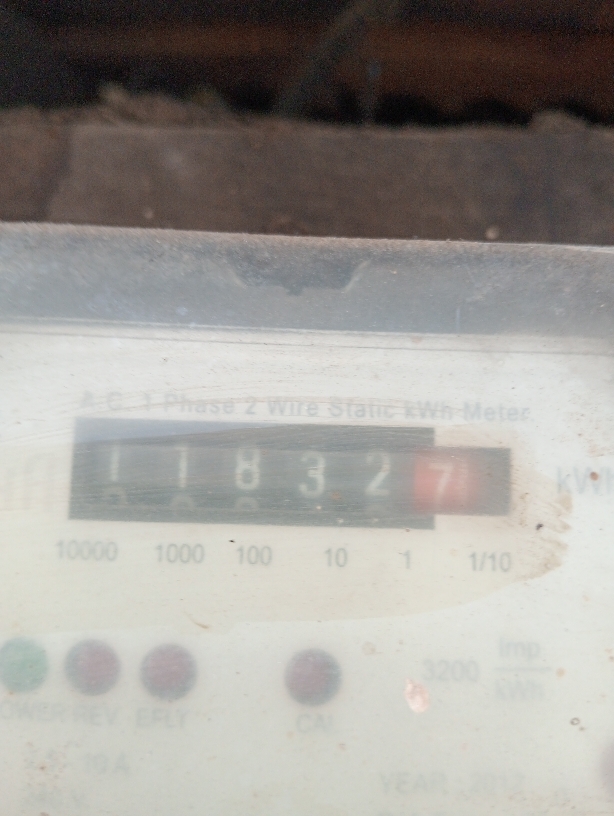 A.C. 1 Phase 2 Wire Static kWh Meter
1 1 8 3 2 7
kWh
10000 1000 100 10 1 1/10
3200 Imp
kWh
POWER REV EFLT CAL
YEAR : 2012